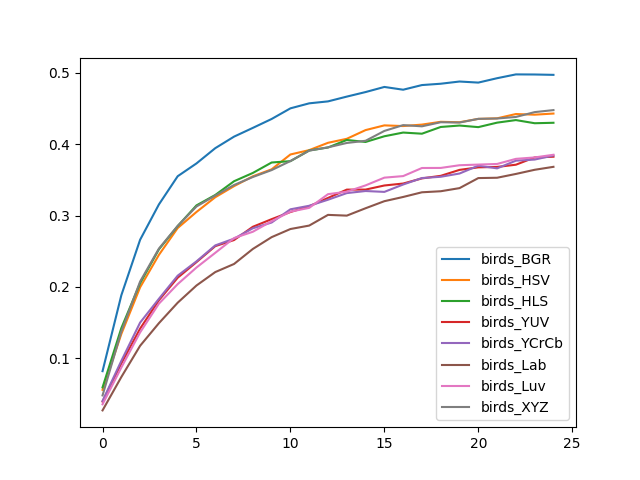 0.5
0.4
0.3
0.2
0.1
birds_BGR
birds_HSV
birds_HLS
birds_YUV
birds_YCrCb
birds_Lab
birds_Luv
birds_XYZ
0 5 10 15 20 25